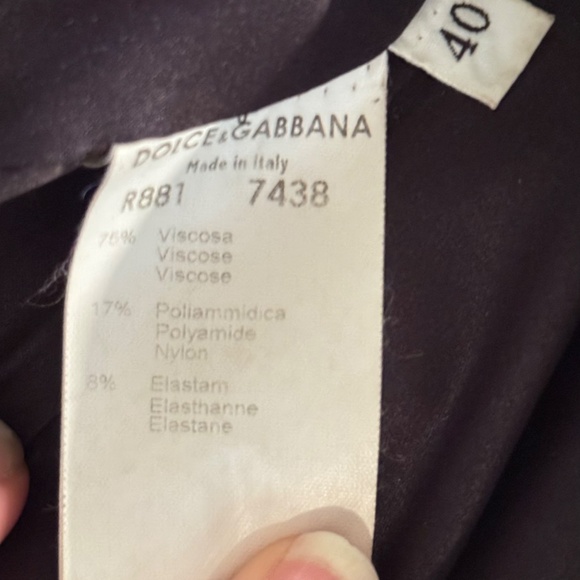 40
DOLCE&GABBANA
Made in Italy
R881 7438
75% Viscosa
Viscose
Viscose
17% Poliammidica
Polyamide
Nylon
8% Elastam
Elasthanne
Elastane